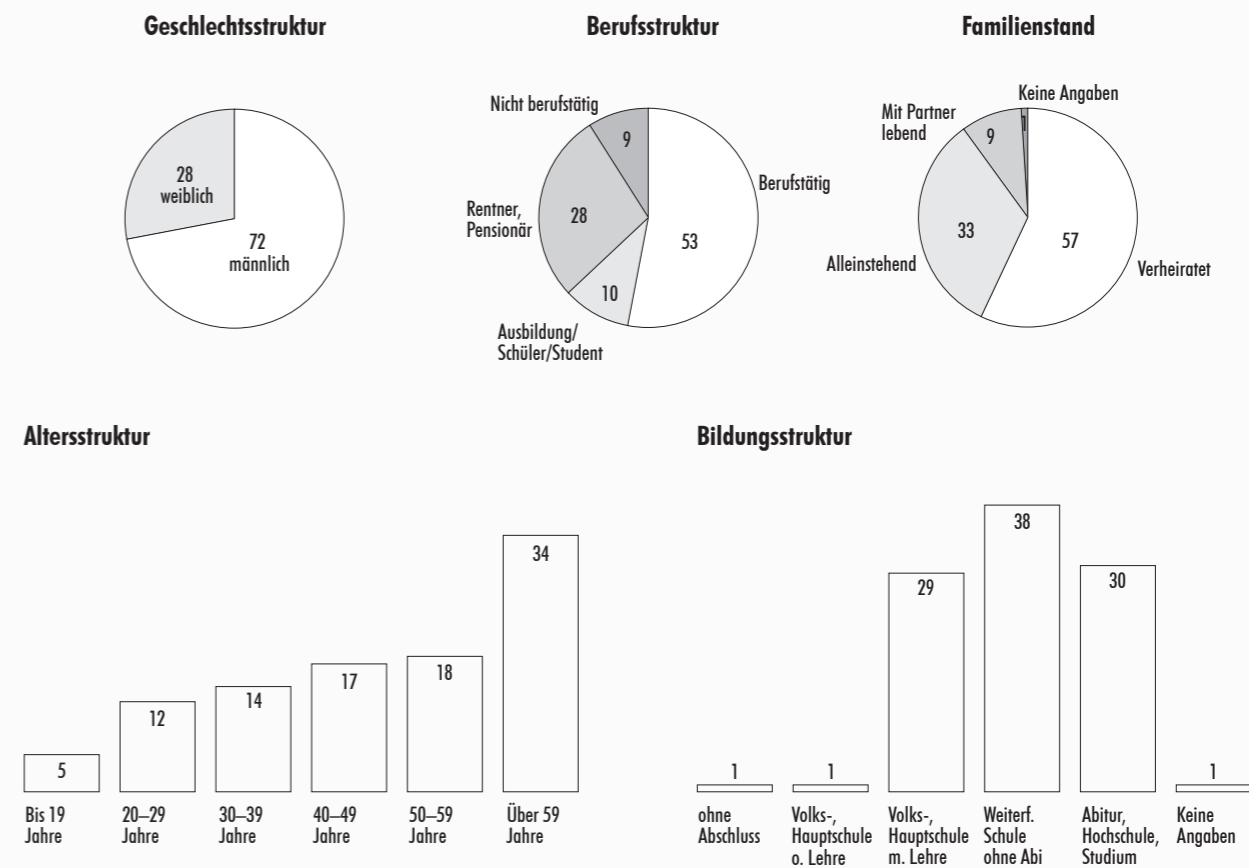 Geschlechtsstruktur
28
weiblich
72
männlich
Berufsstruktur
Nicht berufstätig
9
Berufstätig
Rentner,
Pensionär
28
53
10
Ausbildung/
Schüler/Student
Familienstand
Keine Angaben
1
Mit Partner
lebend
9
33
57
Alleinstehend
Verheiratet
Altersstruktur
5
12
14
17
18
34
Bis 19
Jahre
20–29
Jahre
30–39
Jahre
40–49
Jahre
50–59
Jahre
Über 59
Jahre
Bildungsstruktur
1
1
29
38
30
1
ohne
Abschluss
Volks-,
Hauptschule
o. Lehre
Volks-,
Hauptschule
m. Lehre
Weiterf.
Schule
ohne Abi
Abitur,
Hochschule,
Studium
Keine
Angaben